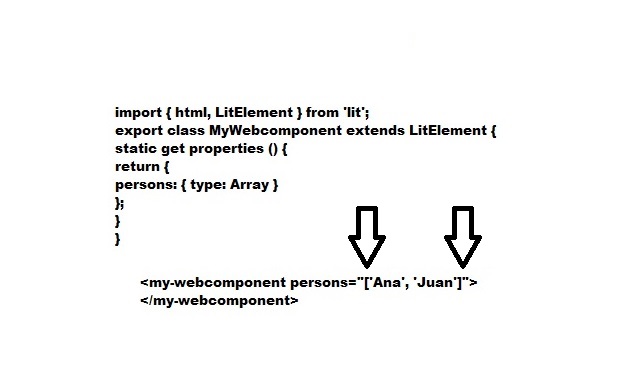 import { html, LitElement } from 'lit';
export class MyWebcomponent extends LitElement {
static get properties () {
return {
persons: { type: Array }
};
}
}
<my-webcomponent persons="['Ana', 'Juan']">
</my-webcomponent>